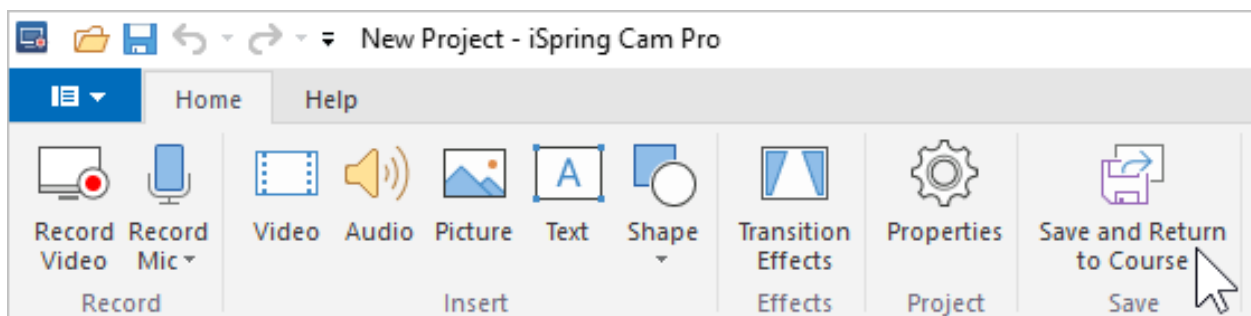 New Project - iSpring Cam Pro
Home Help
Record Video
Record Mic
Video
Audio
Picture
A
Text
Shape
Transition Effects
Properties
Save and Return to Course
Record Insert Effects Project Save